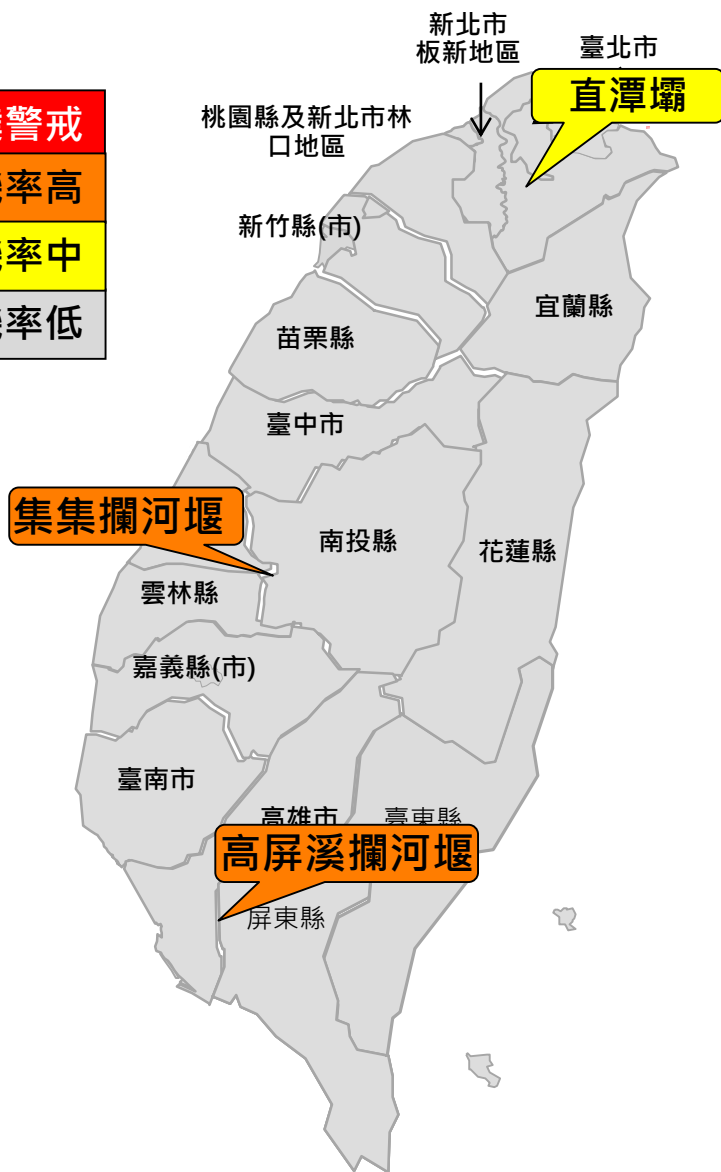 新北市
板新地區
臺北市
直潭壩
警戒
率高
率中
率低
桃園縣及新北市林
口地區
新竹縣(市)
宜蘭縣
苗栗縣
臺中市
集集攔河堰
南投縣
花蓮縣
雲林縣
嘉義縣(市)
臺南市
高雄市
臺東縣
高屏溪攔河堰
屏東縣